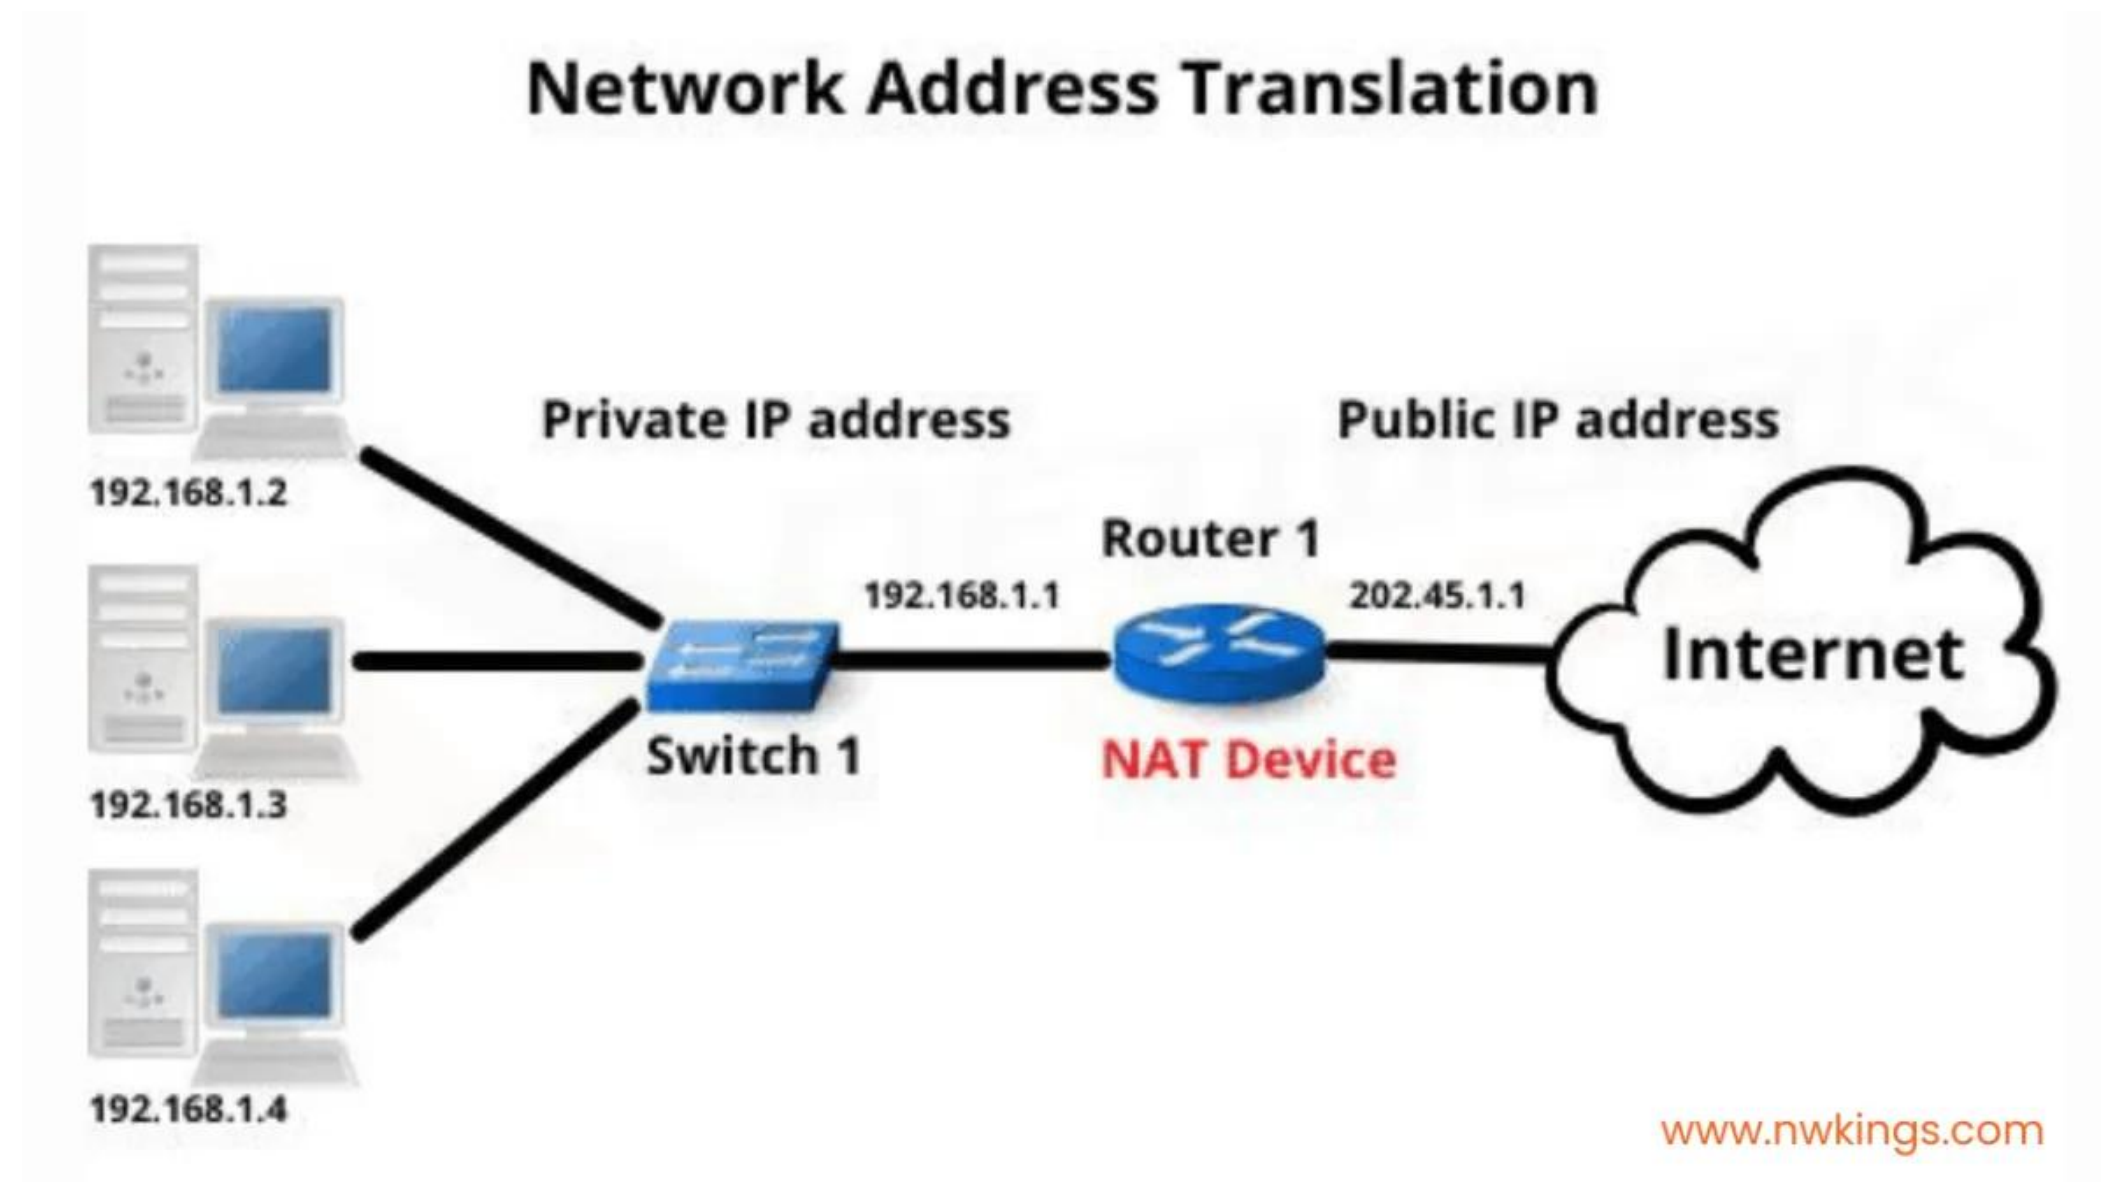 Network Address Translation
192.168.1.2
Private IP address
Public IP address
Router 1
192.168.1.1
202.45.1.1
Internet
Switch 1
NAT Device
192.168.1.3
192.168.1.4
www.nwkings.com